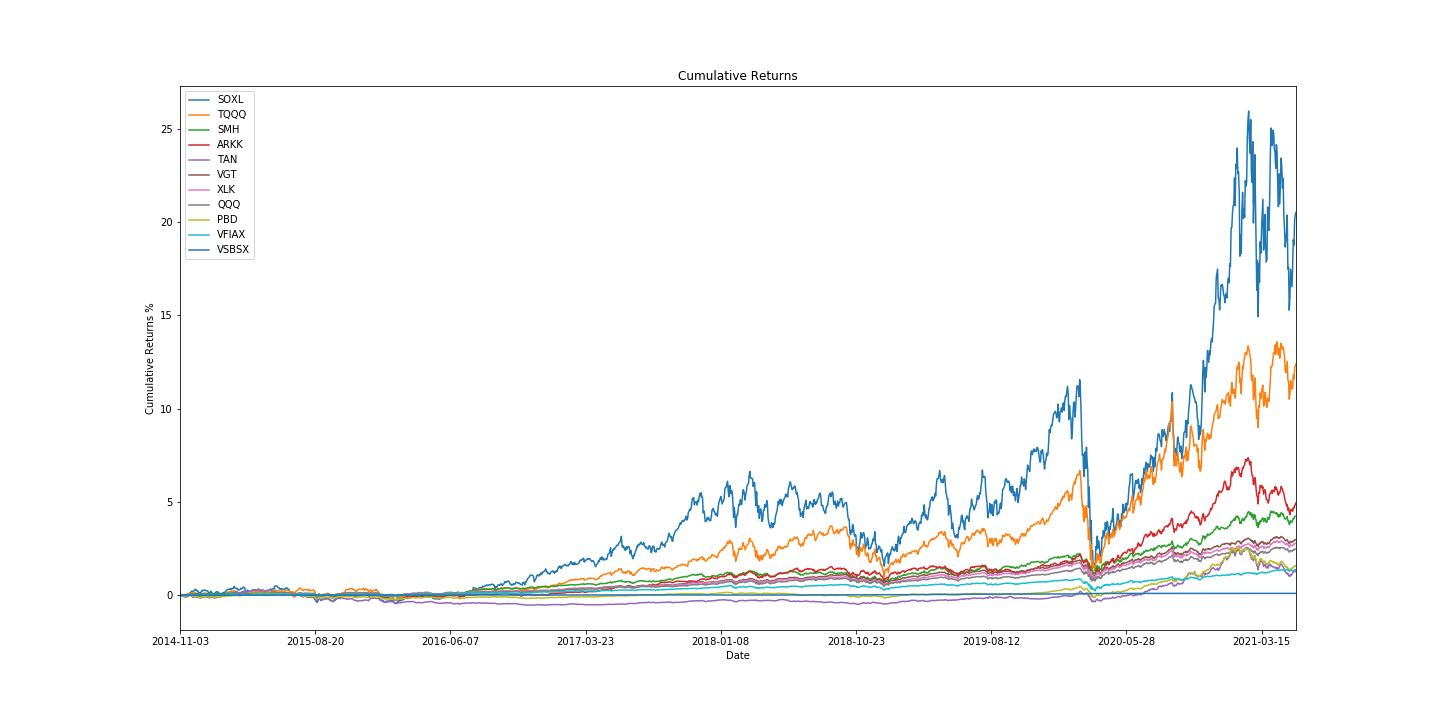 Cumulative Returns
SOXL
TQQQ
SMH
ARKK
TAN
VGT
XLK
QQQ
PBD
VFIAX
VSBSX
Cumulative Returns %
25
20
15
10
5
0
2014-11-03 2015-08-20 2016-06-07 2017-03-23 2018-01-08 2018-10-23 2019-08-12 2020-05-28 2021-03-15
Date